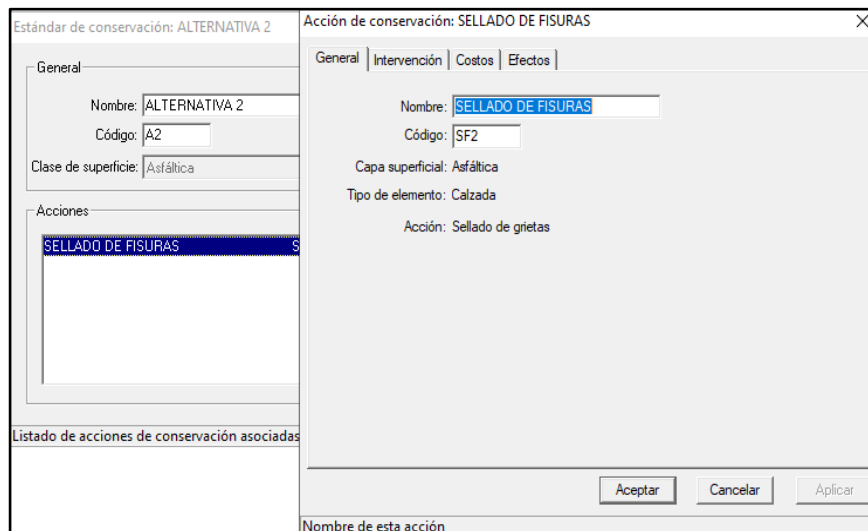 Estándar de conservación: ALTERNATIVA 2
General
Nombre: ALTERNATIVA 2
Código: A2
Clase de superficie: Asfáltica
Acciones
SELLADO DE FISURAS S
Listado de acciones de conservación asociadas
Acción de conservación: SELLADO DE FISURAS
General Intervención Costos Efectos
Nombre: SELLADO DE FISURAS
Código: SF2
Capa superficial: Asfáltica
Tipo de elemento: Calzada
Acción: Sellado de grietas
Aceptar Cancelar Aplicar
Nombre de esta acción